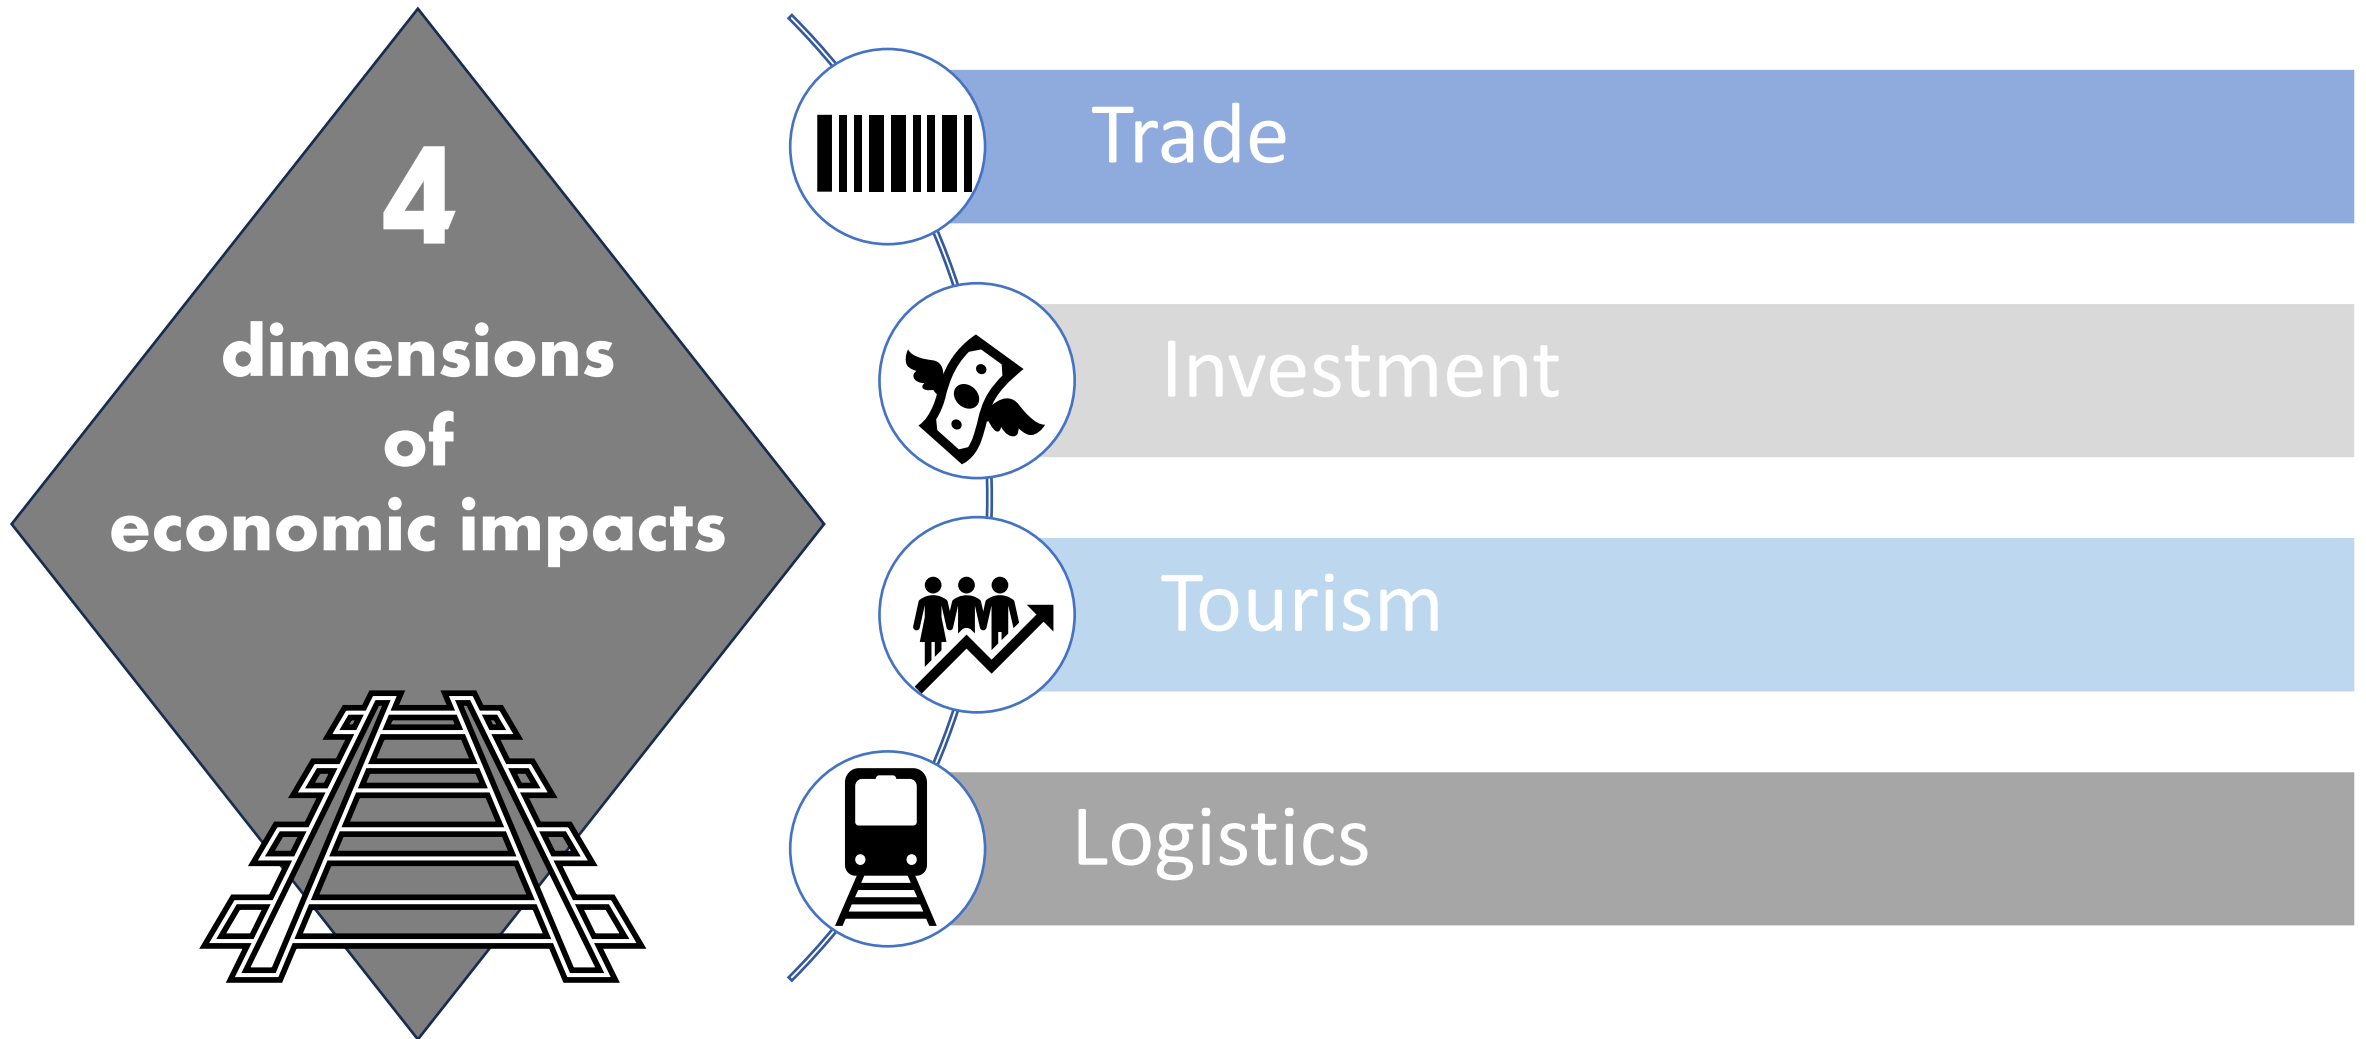 4
dimensions
of
economic impacts
Trade
Investment
Tourism
Logistics